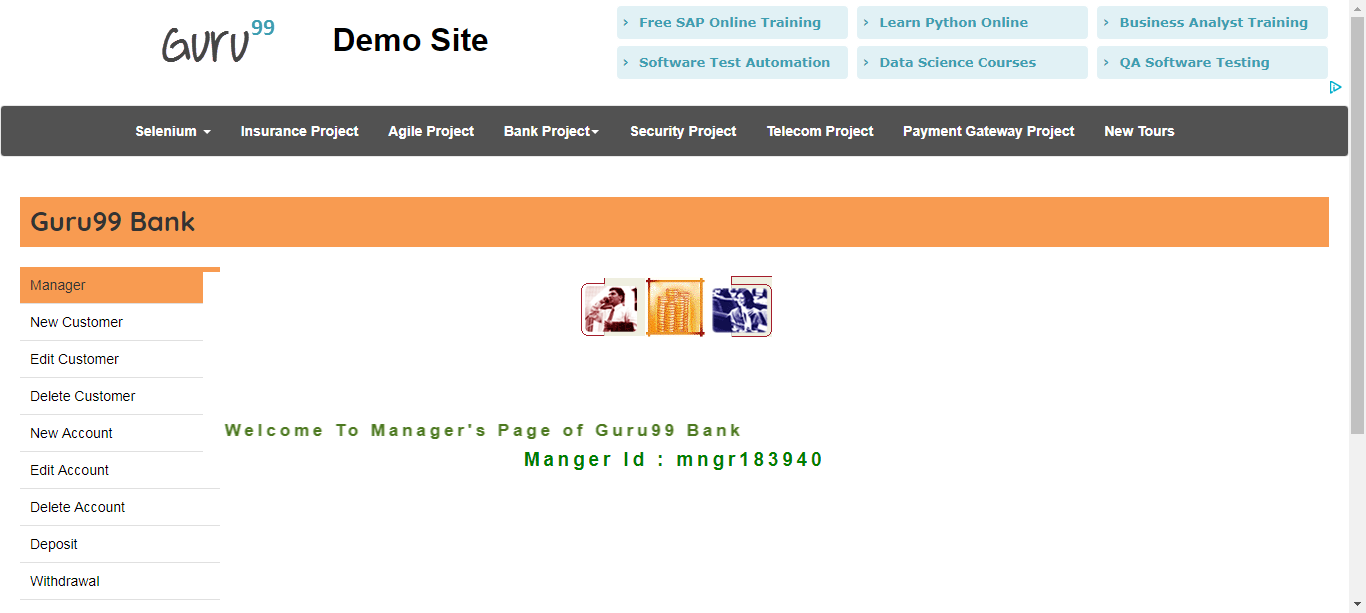 Guru99
Demo Site
Free SAP Online Training
Learn Python Online
Business Analyst Training
Software Test Automation
Data Science Courses
QA Software Testing
Selenium Insurance Project Agile Project Bank Project Security Project Telecom Project Payment Gateway Project New Tours
Guru99 Bank
Manager
New Customer
Edit Customer
Delete Customer
New Account
Edit Account
Delete Account
Deposit
Withdrawal
Welcome To Manager's Page of Guru99 Bank
Manger Id : mngr183940